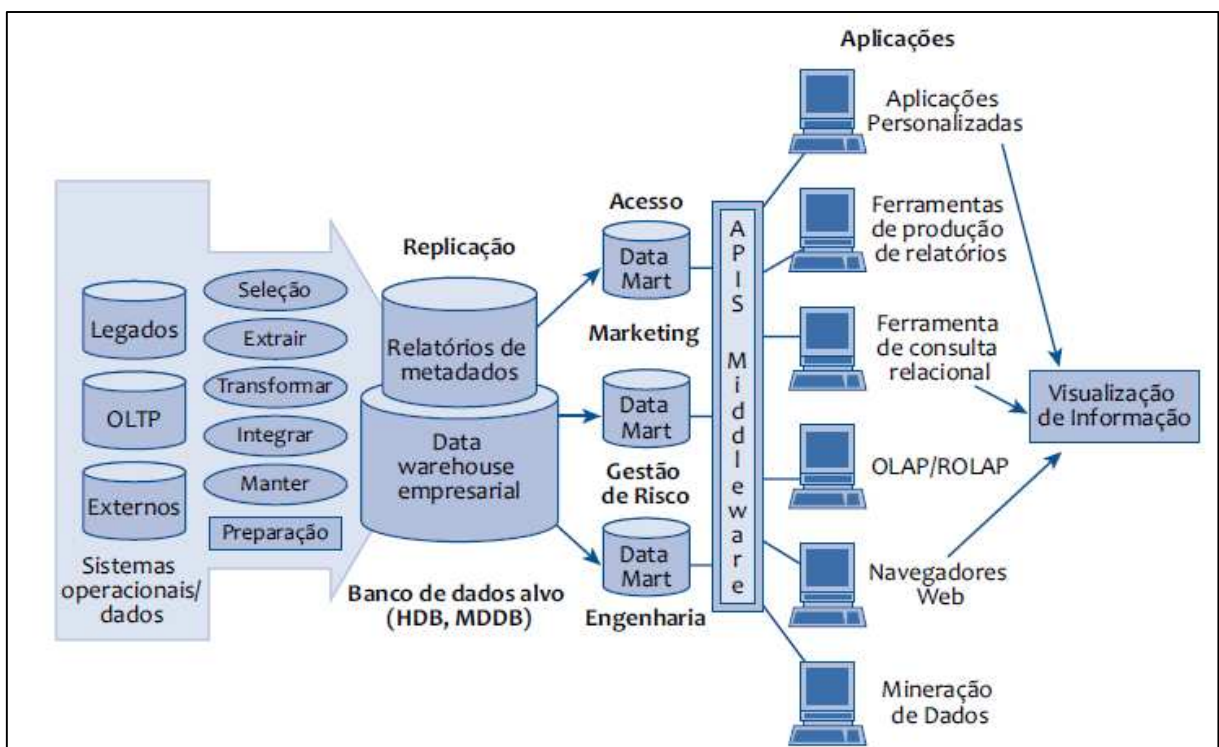 Aplicações
Aplicações
Personalizadas
Acesso
Replicação
Data
Mart
Ferramentas
de produção
de relatórios
Seleção
Legados
Extrair
Relatórios de
metadados
Marketing
Ferramenta
de consulta
relacional
Transformar
OLTP
Integrar
Data
warehouse
empresarial
Data
Mart
Visualização
de Informação
Manter
Externos
Gestão
de Risco
OLAP/ROLAP
Preparação
Data
Mart
Sistemas
operacionais/
dados
Banco de dados alvo
(HDB, MDDB)
Engenharia
APIS Middleware
Navegadores
Web
Mineração
de Dados